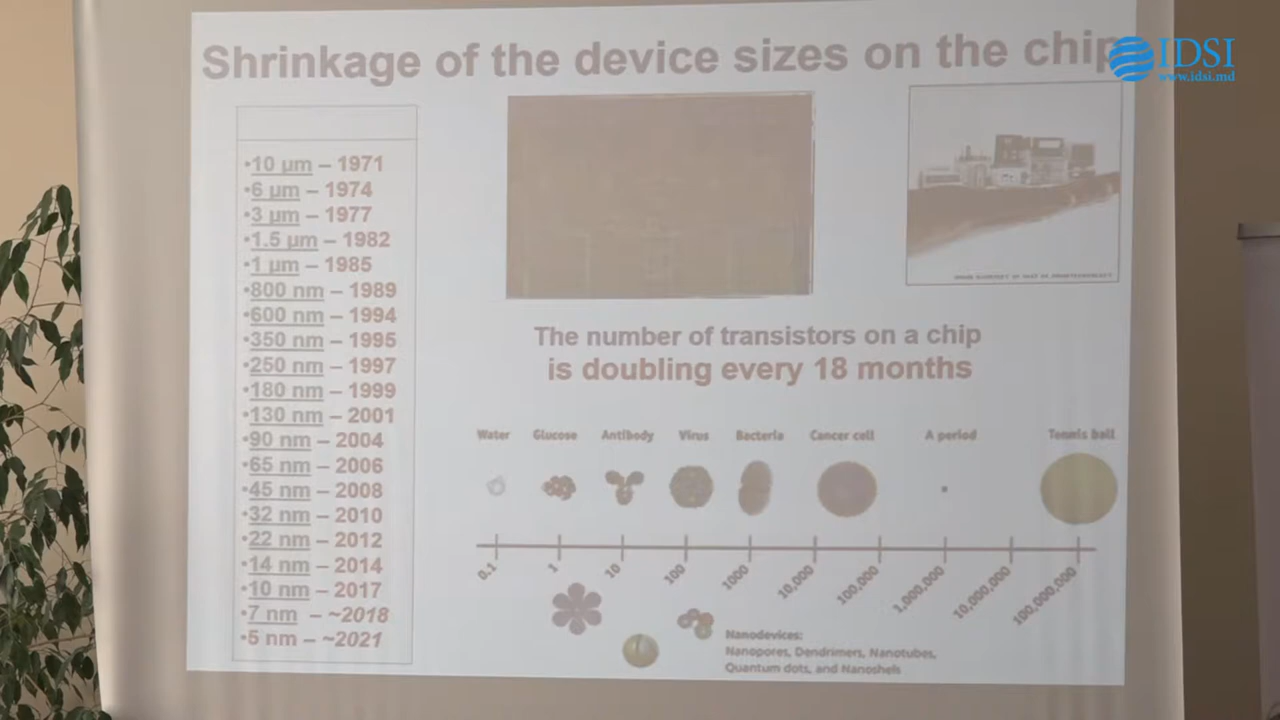 Shrinkage of the device sizes on the chip
IDSI
www.idsi.md
•10 µm – 1971
•6 µm – 1974
•3 µm – 1977
•1.5 µm – 1982
•1 µm – 1985
•800 nm – 1989
•600 nm – 1994
•350 nm – 1995
•250 nm – 1997
•180 nm – 1999
•130 nm – 2001
•90 nm – 2004
•65 nm – 2006
•45 nm – 2008
•32 nm – 2010
•22 nm – 2012
•14 nm – 2014
•10 nm – 2017
•7 nm – ~2018
•5 nm – ~2021
The number of transistors on a chip
is doubling every 18 months
Water Glucose Antibody Virus Bacteria Cancer cell A period Tennis ball
0.1 1 10 100 1000 10,000 100,000 1,000,000 10,000,000 100,000,000
Nanodevices:
Nanopores, Dendrimers, Nanotubes,
Quantum dots, and Nanoshells